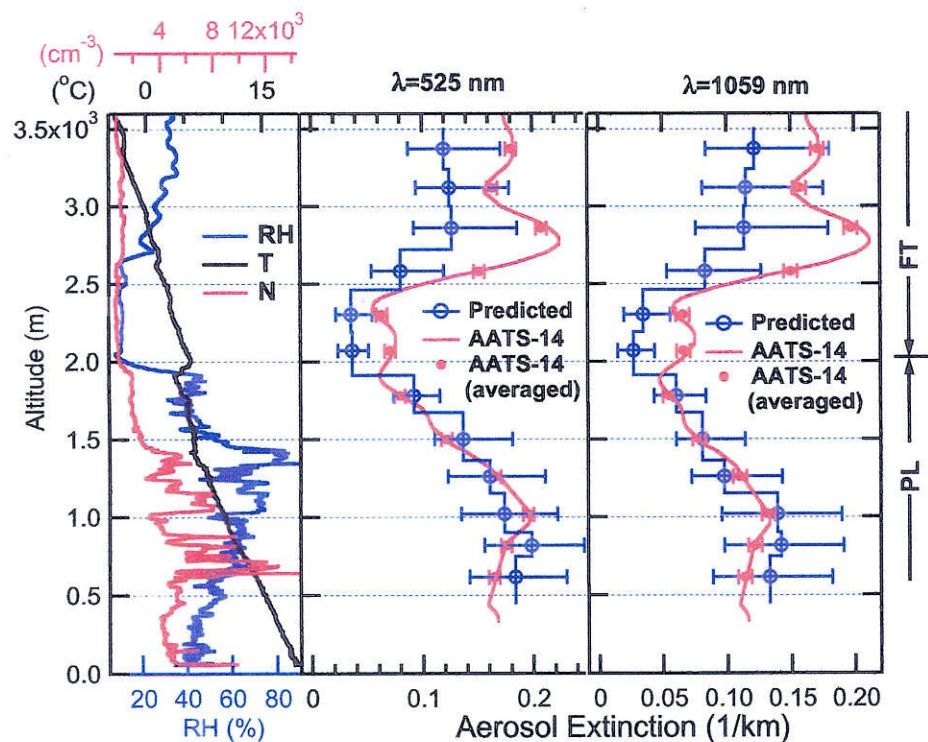 4 8 12x10³
(cm⁻³)
(°C) 0 15
λ=525 nm
λ=1059 nm
3.5x10³
3.0
2.5
2.0
1.5
1.0
0.5
0.0
Altitude (m)
RH
T
N
Predicted
AATS-14
AATS-14
(averaged)
Predicted
AATS-14
AATS-14
(averaged)
FT
PL
20 40 60 80
0 0.1 0.2
0 0.05 0.10 0.15 0.20
RH (%)
Aerosol Extinction (1/km)